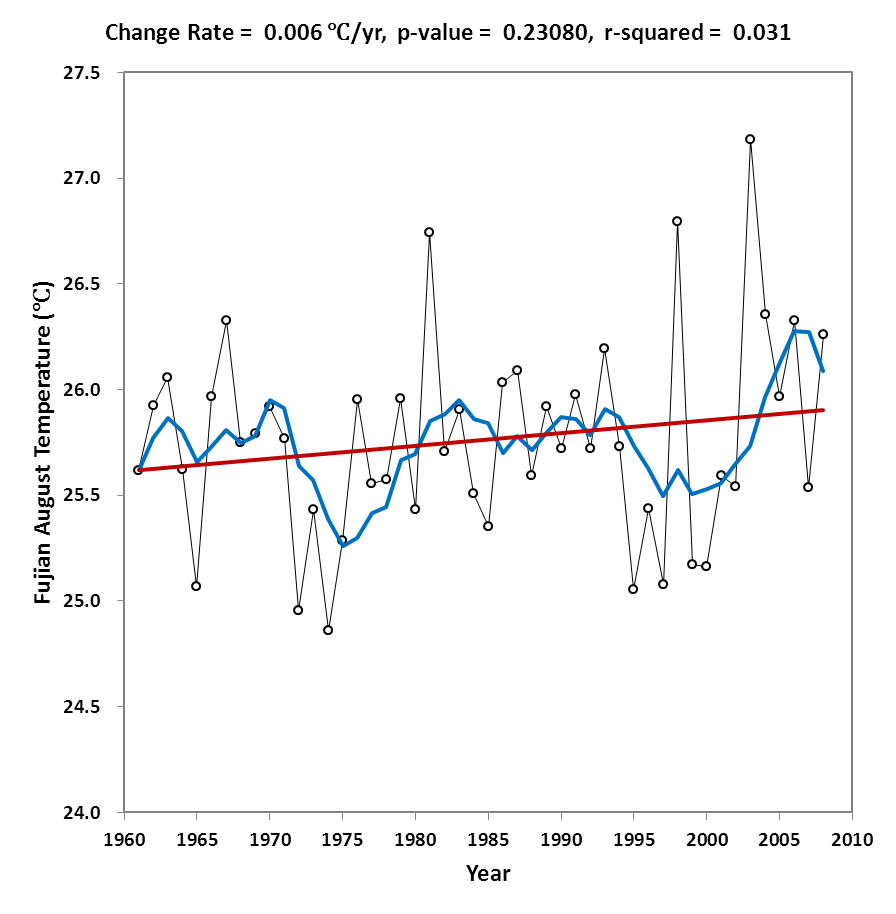 Change Rate = 0.006 ℃/yr, p-value = 0.23080, r-squared = 0.031
27.5
27.0
26.5
26.0
25.5
25.0
24.5
24.0
Fujian August Temperature (℃)
1960 1965 1970 1975 1980 1985 1990 1995 2000 2005 2010
Year